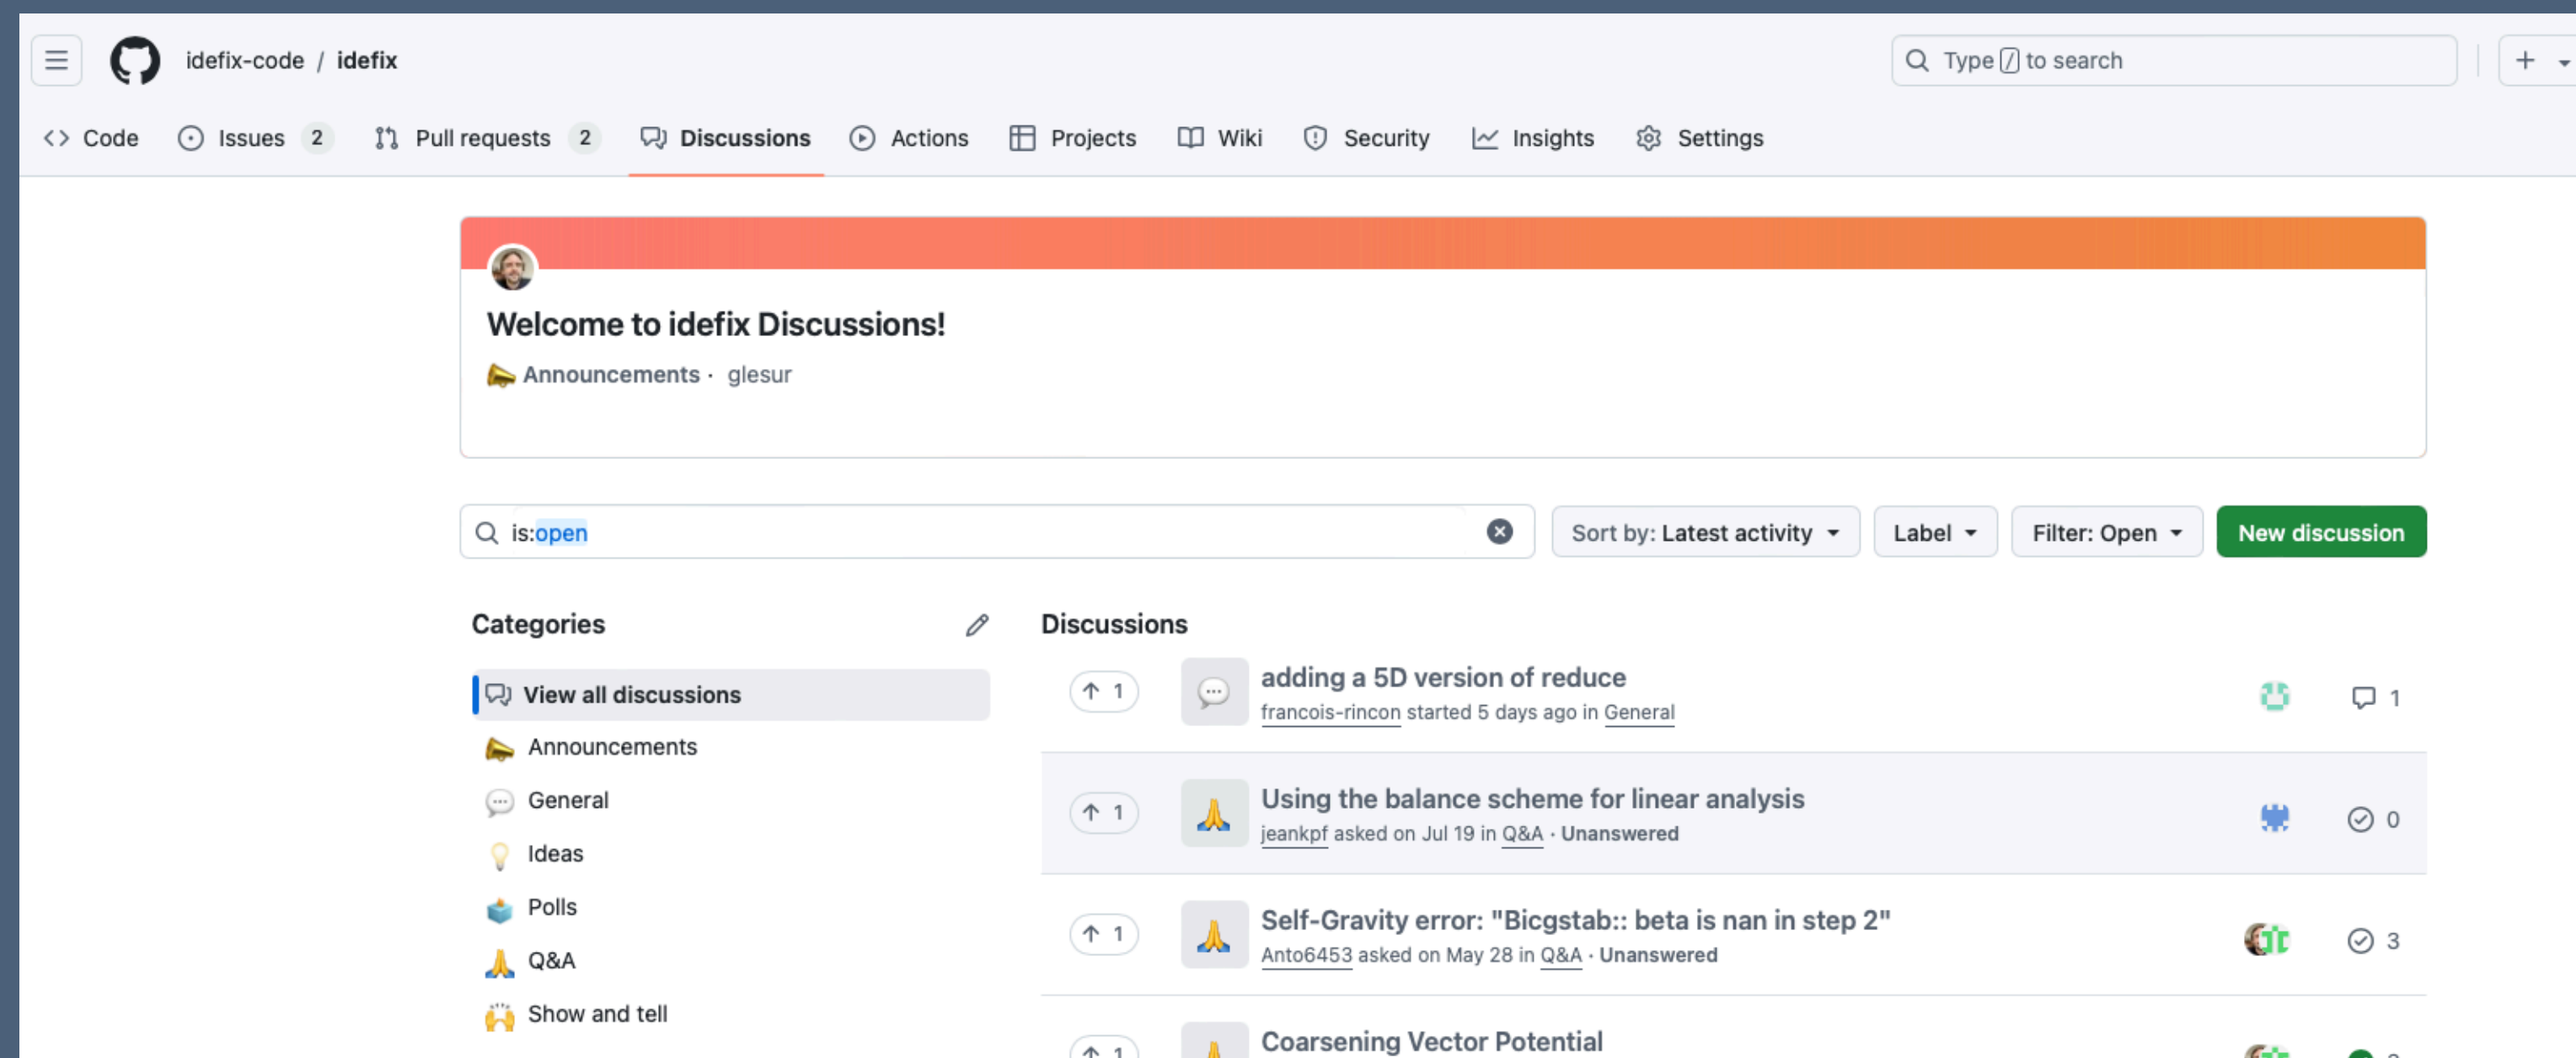 idefix-code / idefix
Type / to search
Code Issues 2 Pull requests 2 Discussions Actions Projects Wiki Security Insights Settings
Welcome to idefix Discussions!
Announcements · glesur
is:open
Sort by: Latest activity Label Filter: Open New discussion
Categories
View all discussions
Announcements
General
Ideas
Polls
Q&A
Show and tell
Discussions
1 adding a 5D version of reduce 1
francois-rincon started 5 days ago in General
1 Using the balance scheme for linear analysis 0
jeankpf asked on Jul 19 in Q&A · Unanswered
1 Self-Gravity error: "Bicgstab:: beta is nan in step 2" 3
Anto6453 asked on May 28 in Q&A · Unanswered
1 Coarsening Vector Potential